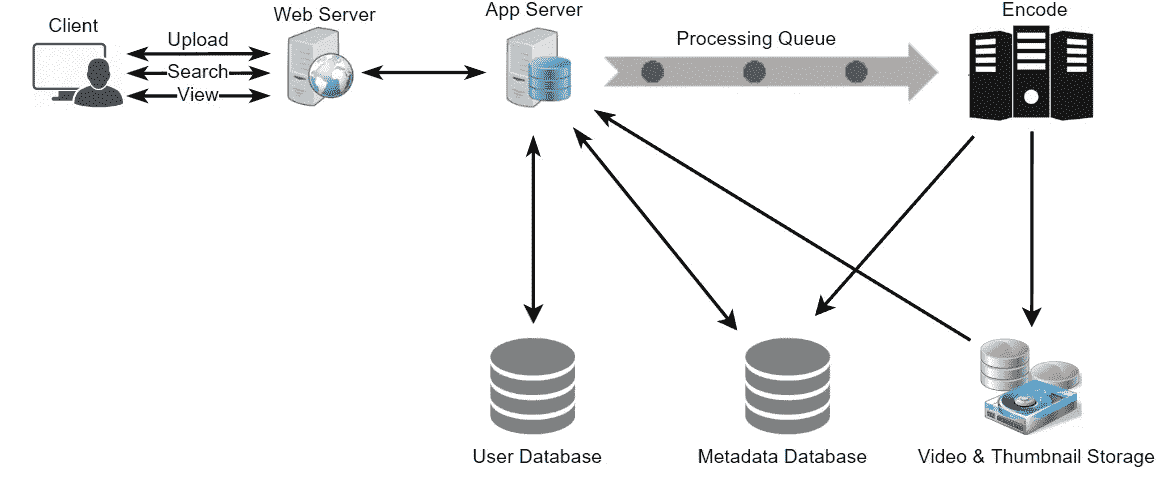 Client
Web Server
App Server
Encode
Upload
Search
View
Processing Queue
User Database
Metadata Database
Video & Thumbnail Storage